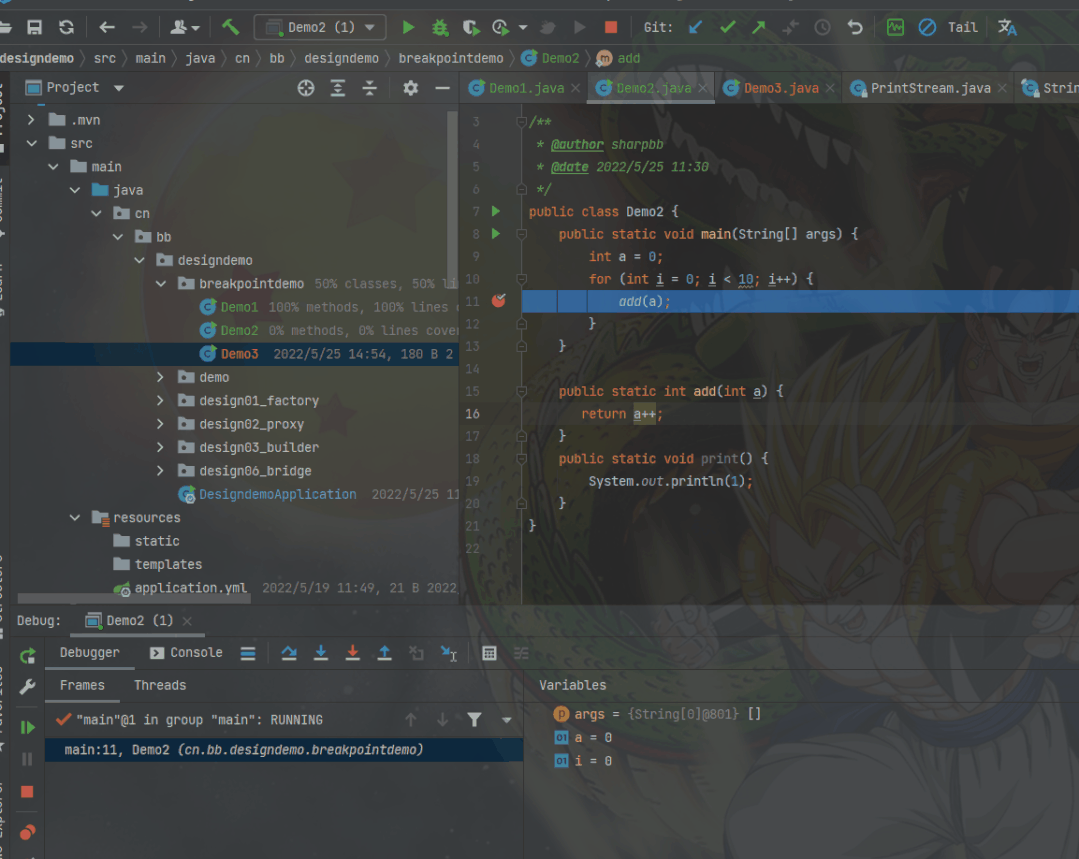 Demo2 (1)
Git:
Tail
designdemo
src
main
java
cn
bb
designdemo
breakpointdemo
Demo2
add
Project
Demo1.java
Demo2.java
Demo3.java
PrintStream.java
.mvn
src
main
java
cn
bb
designdemo
breakpointdemo 50% classes, 50%
Demo1 100% methods, 100% lines
Demo2 0% methods, 0% lines
Demo3 2022/5/25 14:54, 180 B 2
demo
design01_factory
design02_proxy
design03_builder
design06_bridge
DesigndemoApplication 2022/5/25 11
resources
static
templates
application.yml 2022/5/19 11:49, 21 B 2022
3 /**
4 * @author sharpbb
5 * @date 2022/5/25 11:30
6 */
7 public class Demo2 {
8 public static void main(String[] args) {
9 int a = 0;
10 for (int i = 0; i < 10; i++) {
11 add(a);
12 }
13 }
14
15 public static int add(int a) {
16 return a++;
17 }
18 public static void print() {
19 System.out.println(1);
20 }
21 }
22
Debug:
Demo2 (1)
Debugger
Console
Frames
Threads
"main"@1 in group "main": RUNNING
main:11, Demo2 (cn.bb.designdemo.breakpointdemo)
Variables
args = {String[0]@801} []
a = 0
i = 0